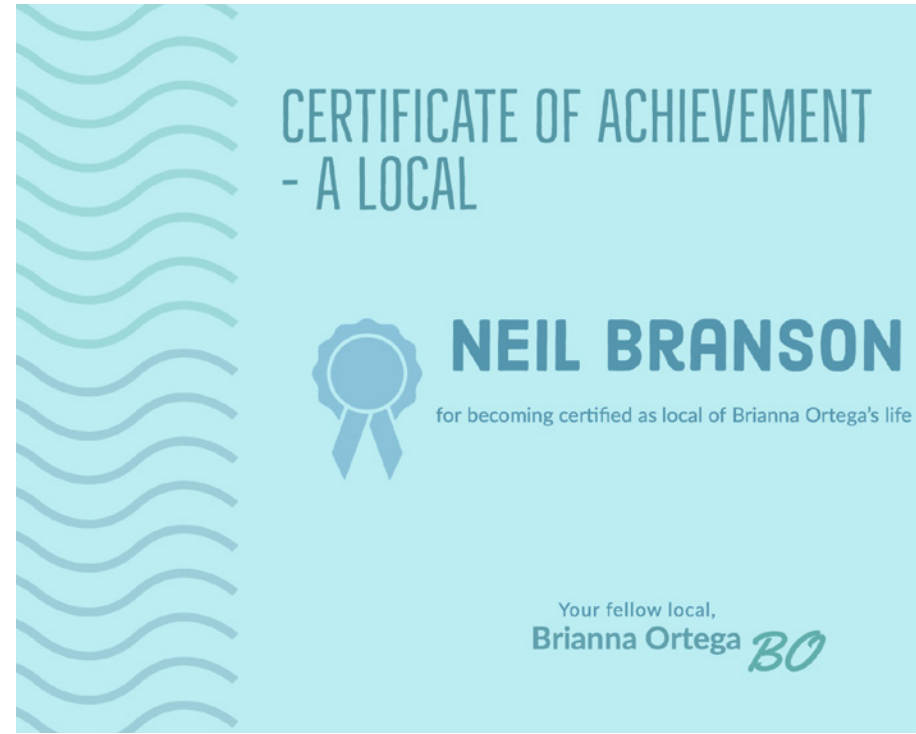 CERTIFICATE OF ACHIEVEMENT
- A LOCAL
NEIL BRANSON
for becoming certified as local of Brianna Ortega's life
Your fellow local,
Brianna Ortega BO